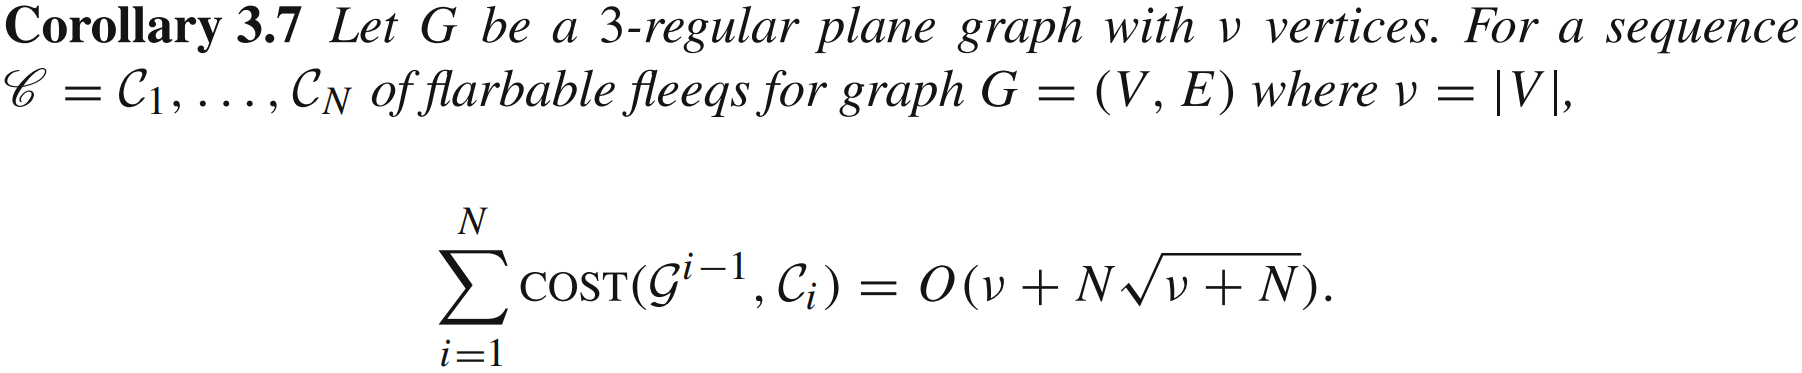 Corollary 3.7 Let G be a 3-regular plane graph with ν vertices. For a sequence
𝒞 = C₁, . . . , C_N of flarbable fleeqs for graph G = (V, E) where ν = |V|,
∑_{i=1}^{N} COST(𝒢^{i−1}, C_i) = O(ν + N√(ν + N)).